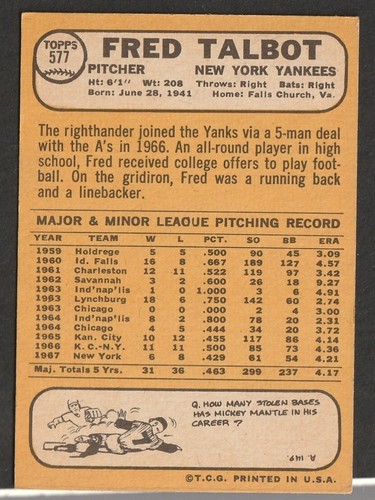 TOPPS
577
FRED TALBOT
PITCHER NEW YORK YANKEES
Ht: 6'1" Wt: 208 Throws: Right Bats: Right
Born: June 28, 1941 Home: Falls Church, Va.
The righthander joined the Yanks via a 5-man deal
with the A's in 1966. An all-round player in high
school, Fred received college offers to play foot-
ball. On the gridiron, Fred was a running back
and a linebacker.
MAJOR & MINOR LEAGUE PITCHING RECORD
YEAR TEAM W L PCT. SO BB ERA
1959 Holdrege 5 5 .500 90 45 3.09
1960 Id. Falls 16 8 .667 189 127 4.57
1961 Charleston 12 11 .522 119 97 3.42
1962 Savannah 3 2 .600 26 18 9.27
1963 Ind'nap'lis 1 0 1.000 3 6 4.91
1963 Lynchburg 18 6 .750 142 60 2.74
1963 Chicago 0 0 .000 2 4 3.00
1964 Ind'nap'lis 8 2 .800 78 20 2.31
1964 Chicago 4 5 .444 34 20 3.72
1965 Kan. City 10 12 .455 117 86 4.14
1966 K.C.-N.Y. 11 11 .500 85 73 4.36
1967 New York 6 8 .429 61 54 4.21
Maj. Totals 5 Yrs. 31 36 .463 299 237 4.17
Q. HOW MANY STOLEN BASES
HAS MICKEY MANTLE IN HIS
CAREER?
A. 149.
©T.C.G. PRINTED IN U.S.A.